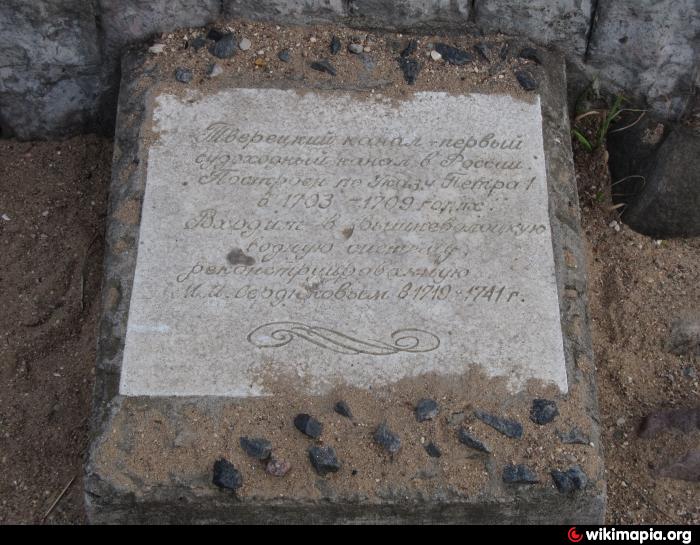 Тверецкий канал - первый
судоходный канал в России
Построен по Указу Петра 1
в 1703 - 1709 годах.
Входит в Вышневолоцкую
водную систему,
реконструированную
М.И. Сердюковым в 1719 - 1741 г.
wikimapia.org